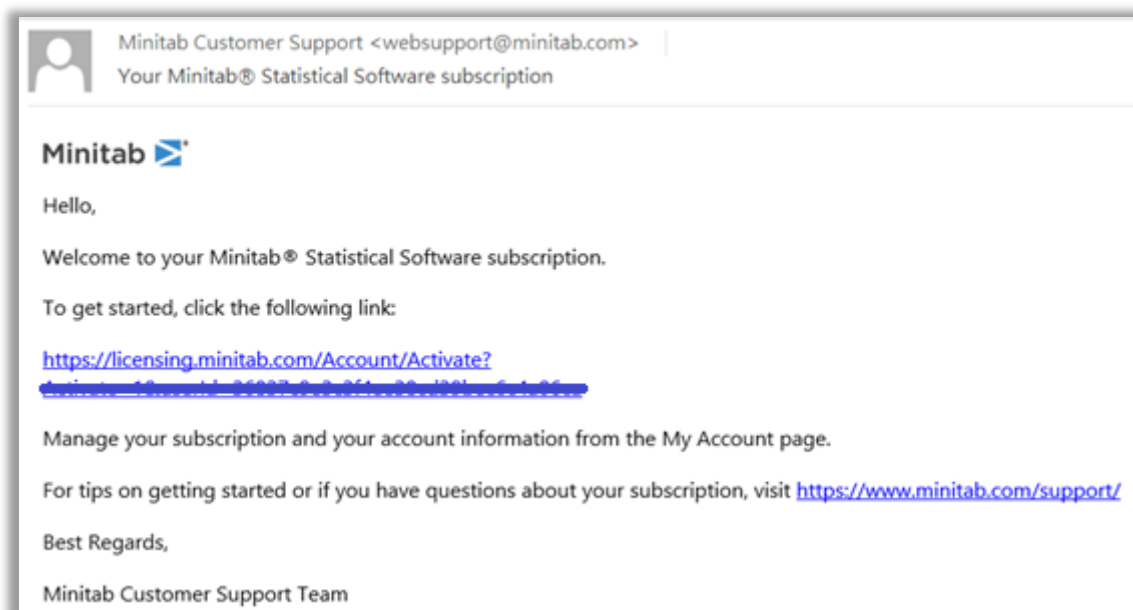 Minitab Customer Support <websupport@minitab.com>
Your Minitab® Statistical Software subscription
Minitab
Hello,
Welcome to your Minitab® Statistical Software subscription.
To get started, click the following link:
https://licensing.minitab.com/Account/Activate?
Manage your subscription and your account information from the My Account page.
For tips on getting started or if you have questions about your subscription, visit https://www.minitab.com/support/
Best Regards,
Minitab Customer Support Team